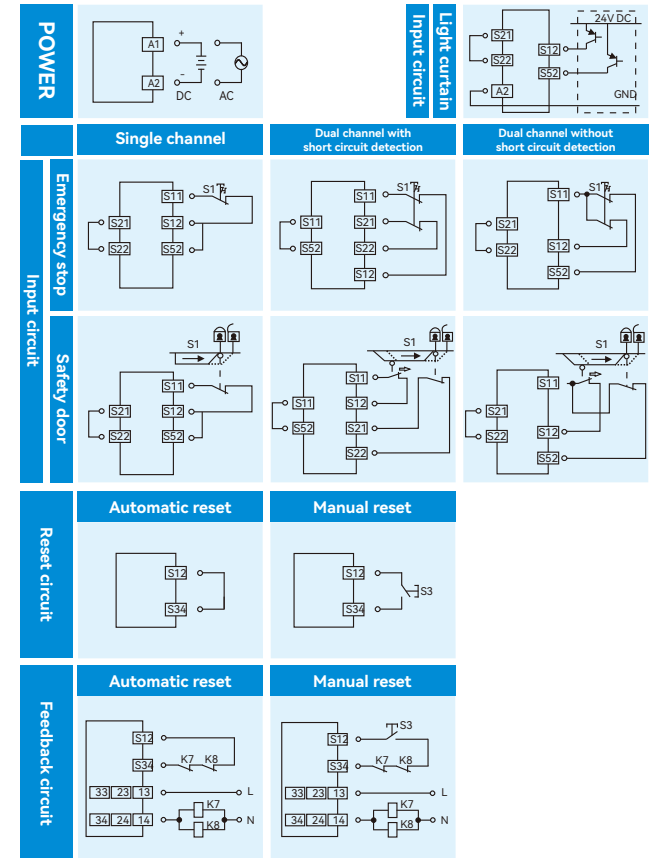 POWER
A1
A2
+
-
DC
AC
Light curtain
Input circuit
S21
S22
A2
S12
S52
24V DC
GND
Single channel
Dual channel with
short circuit detection
Dual channel without
short circuit detection
Input circuit
Emergency stop
S11
S1
S21
S12
S22
S52
S11
S1
S11
S21
S52
S22
S12
S11
S1
S21
S22
S12
S52
Safety door
S1
S11
S21
S12
S22
S52
S1
S11
S11
S12
S52
S21
S22
S1
S11
S21
S22
S12
S52
Automatic reset
Manual reset
Reset circuit
S12
S34
S12
S34
S3
Automatic reset
Manual reset
Feedback circuit
S12
S34
K7 K8
33 23 13
L
K7
34 24 14
N
K8
S3
S12
S34
K7 K8
33 23 13
L
K7
34 24 14
N
K8